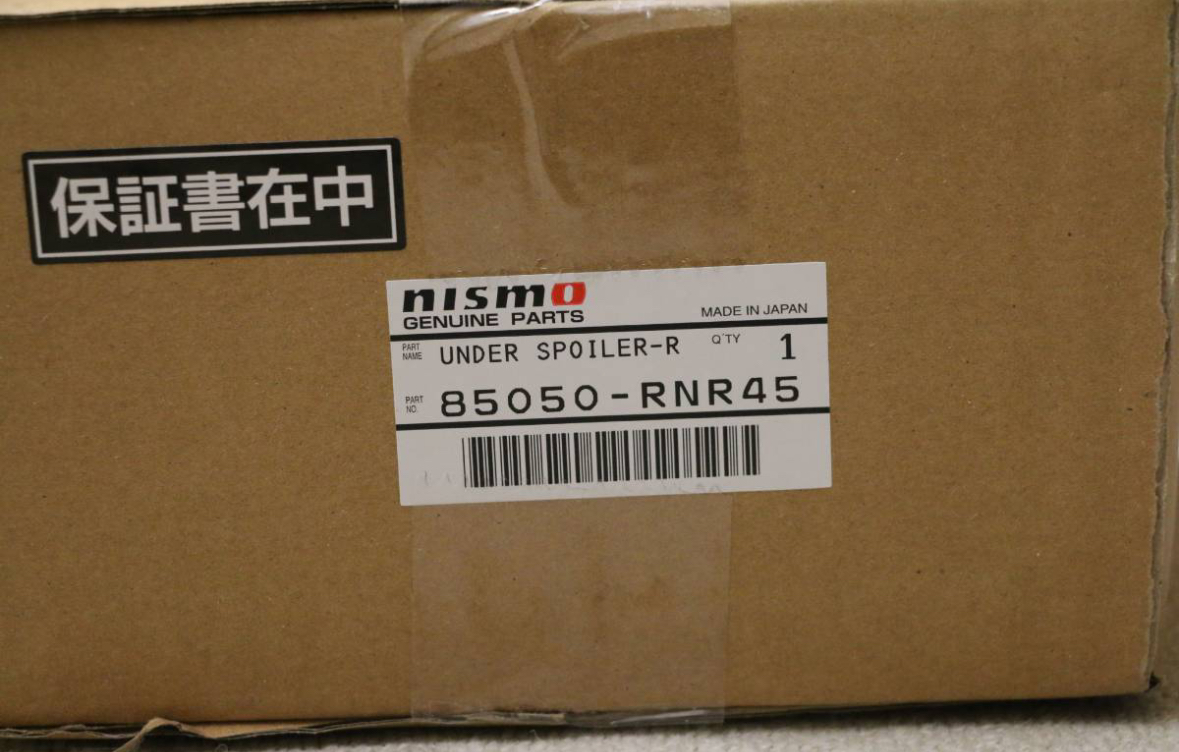 保証書在中
nismo
GENUINE PARTS
MADE IN JAPAN
PART NAME UNDER SPOILER-R Q'TY 1
PART NO. 85050-RNR45